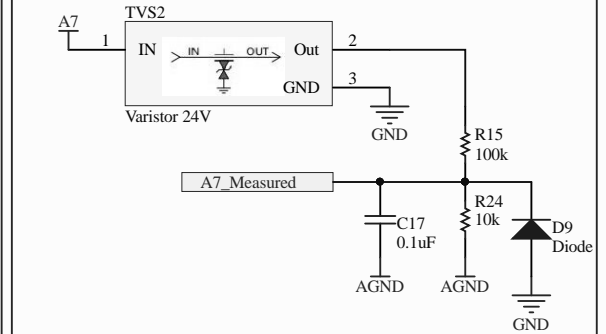 TVS2
A7
1
IN
IN
OUT
Out
2
GND
3
Varistor 24V
GND
R15
100k
A7_Measured
R24
10k
C17
0.1uF
D9
Diode
AGND
AGND
GND